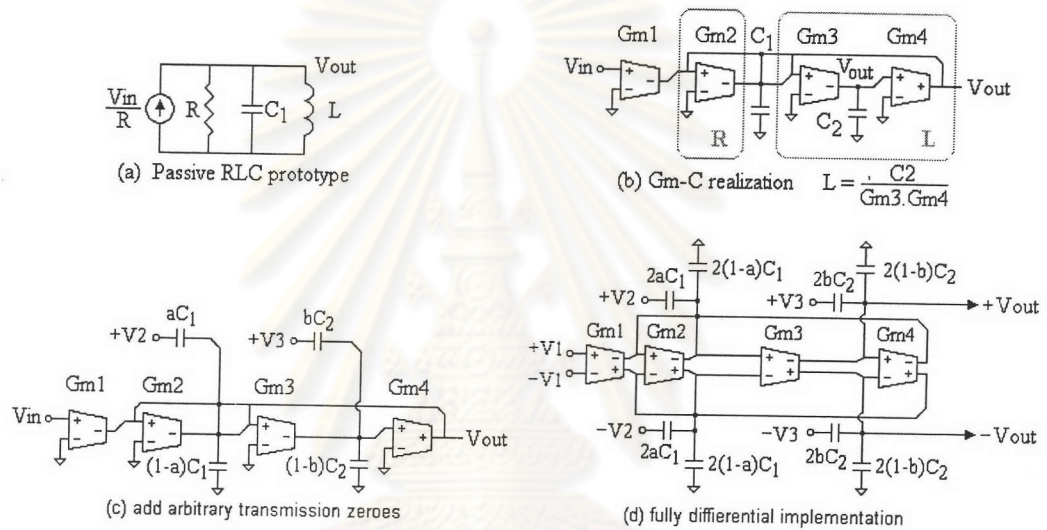 Vout
Vin
R
R
C1
L
(a) Passive RLC prototype
Gm1
Gm2
C1
Gm3
Gm4
Vin
Vout
Vout
C2
R
L
(b) Gm-C realization
L = C2
Gm3.Gm4
aC1
+V2
bC2
+V3
Gm1
Gm2
Gm3
Gm4
Vin
Vout
(1-a)C1
(1-b)C2
(c) add arbitrary transmission zeroes
2(1-a)C1
2(1-b)C2
2aC1
2bC2
+V2
+V3
+Vout
Gm1
Gm2
Gm3
Gm4
+V1
-V1
-V2
-V3
-Vout
2aC1
2(1-a)C1
2bC2
2(1-b)C2
(d) fully differential implementation